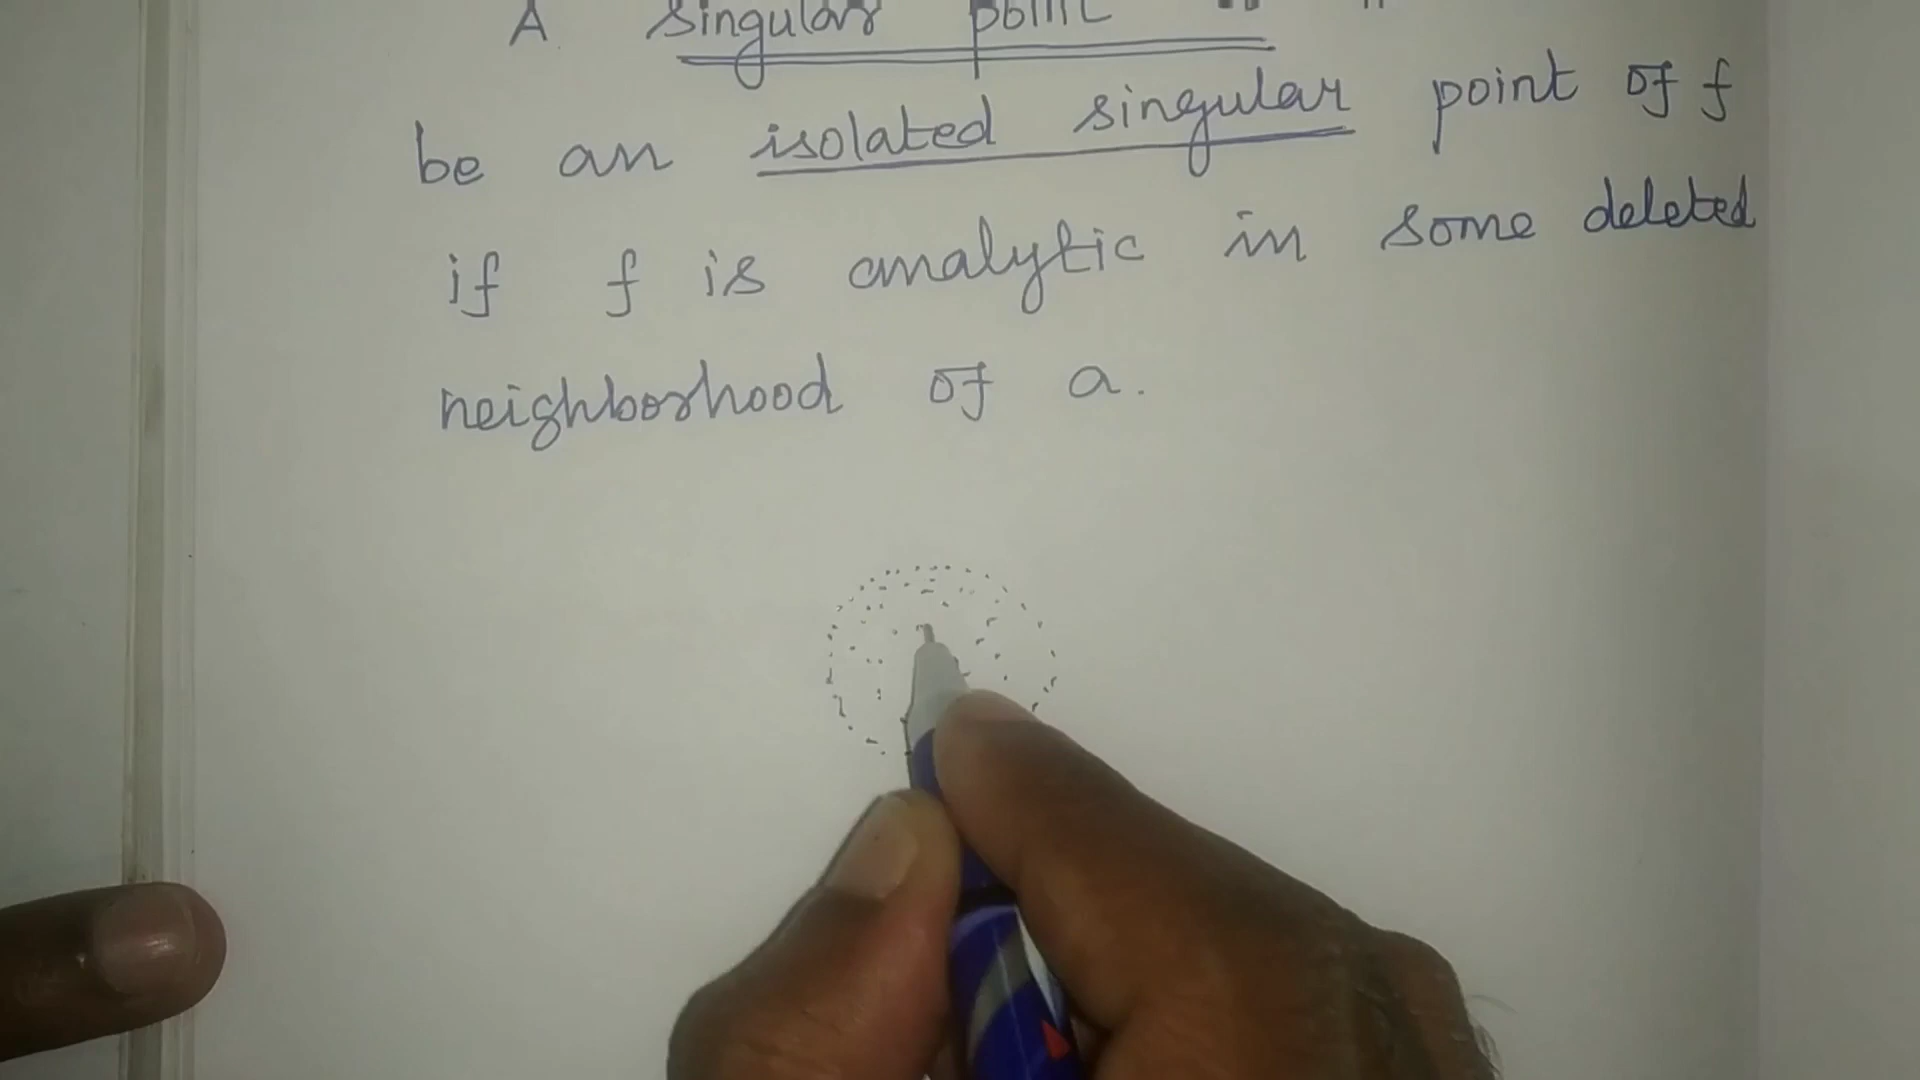 A singular point
be an isolated singular point of f
if f is analytic in some deleted
neighborhood of a.